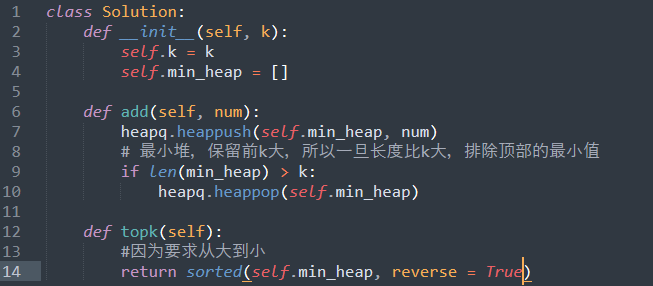 1 class Solution:
2     def __init__(self, k):
3         self.k = k
4         self.min_heap = []
5
6     def add(self, num):
7         heapq.heappush(self.min_heap, num)
8         # 最小堆，保留前k大，所以一旦长度比k大，排除顶部的最小值
9         if len(min_heap) > k:
10             heapq.heappop(self.min_heap)
11
12     def topk(self):
13         #因为要求从大到小
14         return sorted(self.min_heap, reverse = True)